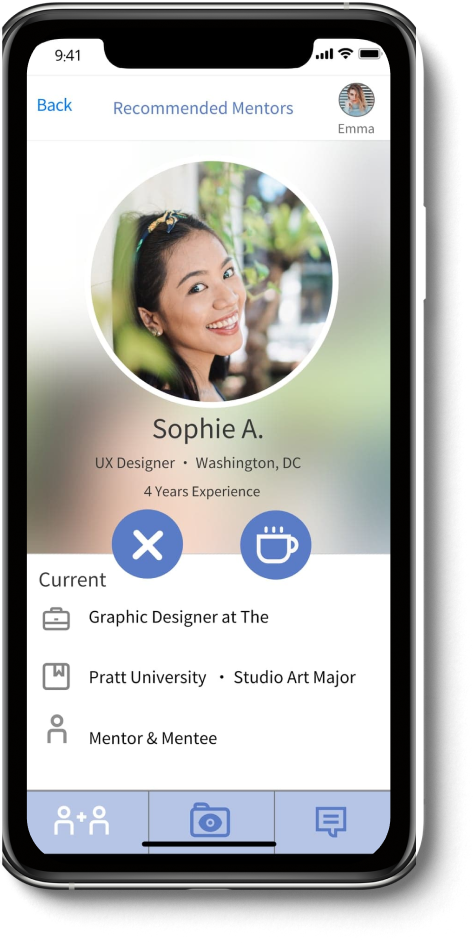 9:41
Back
Recommended Mentors
Emma
Sophie A.
UX Designer • Washington, DC
4 Years Experience
Current
Graphic Designer at The
Pratt University • Studio Art Major
Mentor & Mentee